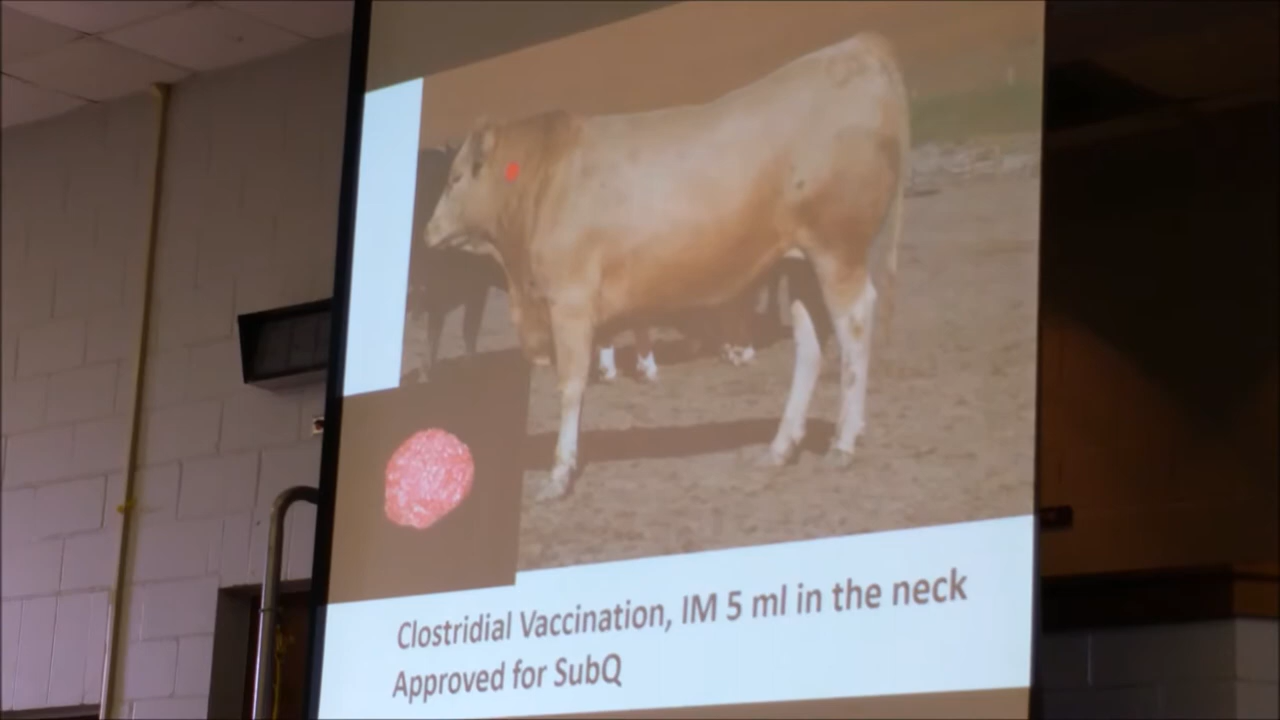 Clostridial Vaccination, IM 5 ml in the neck
Approved for SubQ